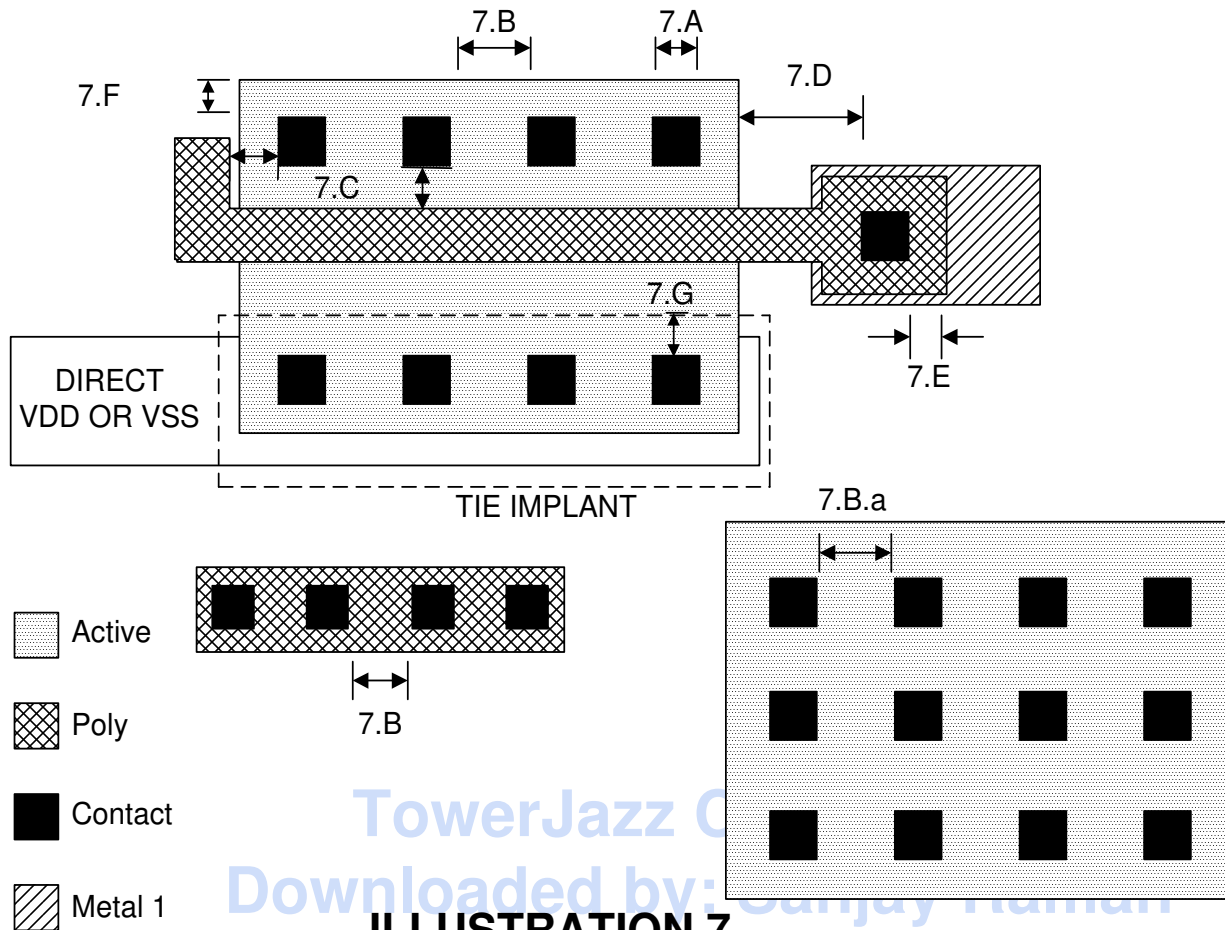 7.B
7.A
7.D
7.F
7.C
7.G
7.E
DIRECT
VDD OR VSS
TIE IMPLANT
7.B.a
7.B
Active
Poly
Contact
Metal 1
TowerJazz C
Downloaded by: Sanjay Raman
ILLUSTRATION 7